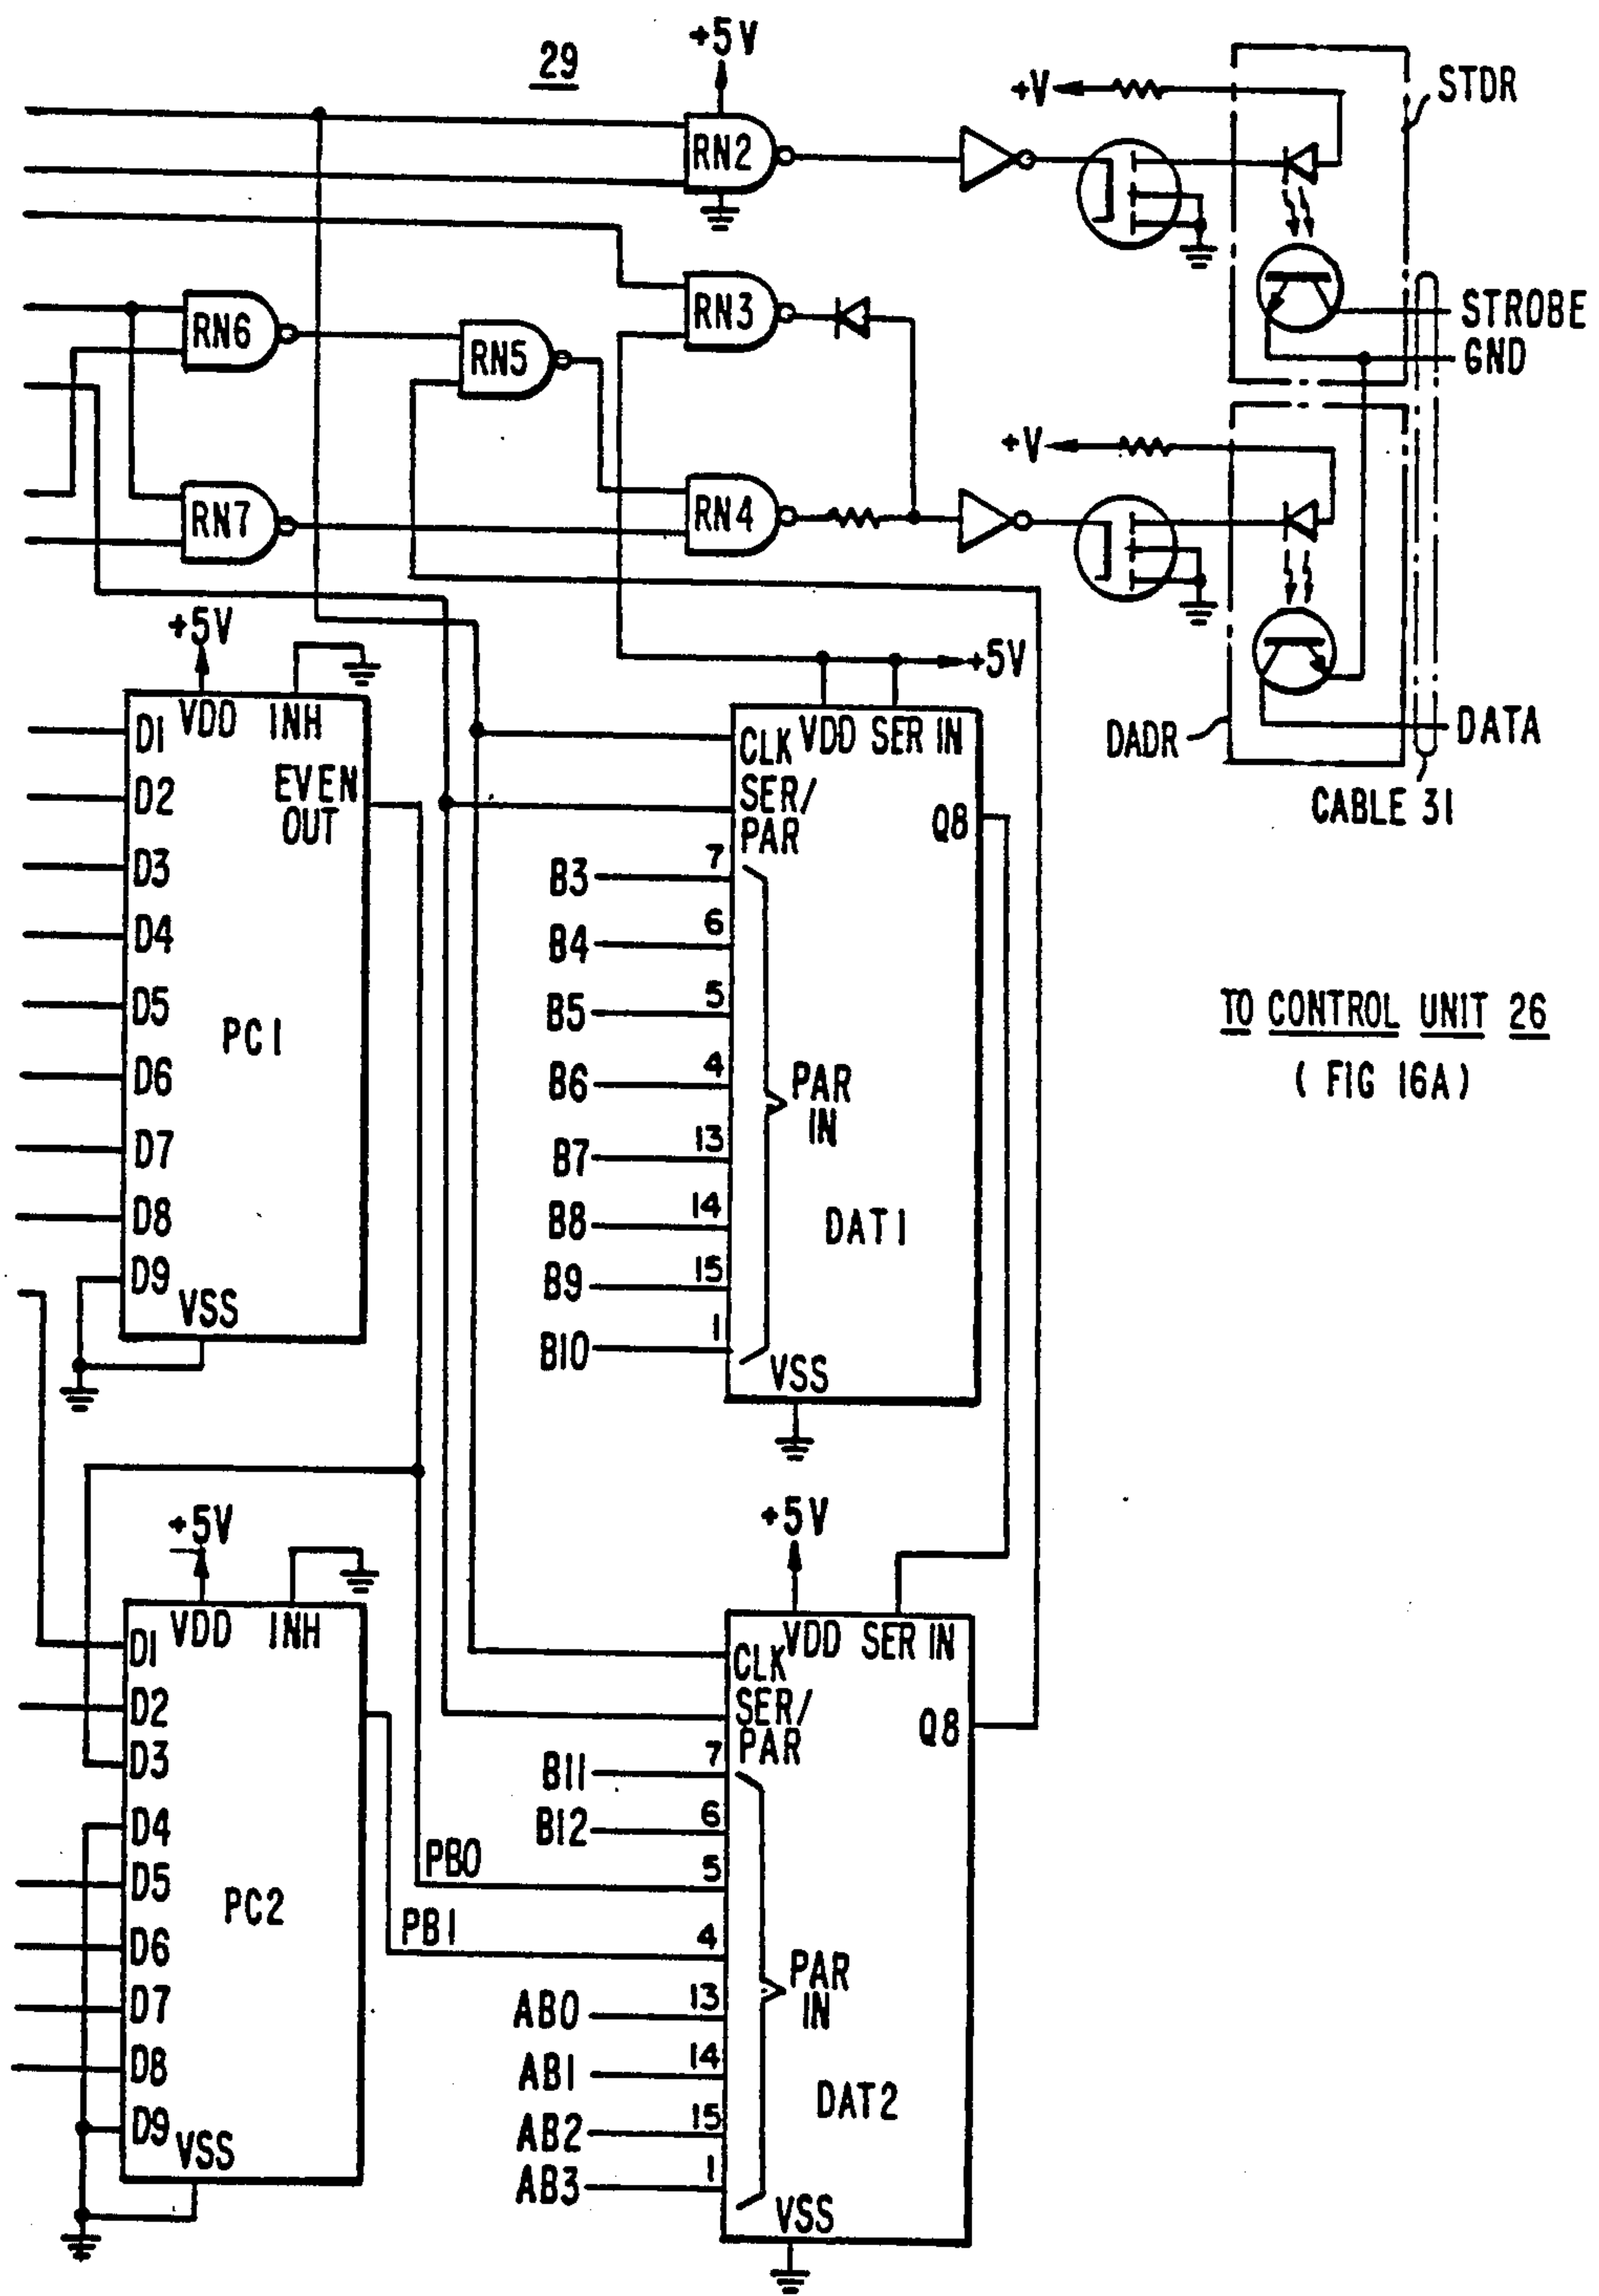 29
+5V
+V
STDR
RN2
RN3
STROBE
GND
RN6
RN5
+V
RN7
RN4
+5V
+5V
DADR
DATA
CABLE 31
VDD INH
D1
D2
EVEN
OUT
D3
D4
D5
D6
D7
D8
D9
PC1
VSS
CLK VDD SER IN
SER/
PAR
Q8
B3 7
B4 6
B5 5
B6 4
B7 13
B8 14
B9 15
B10 1
PAR
IN
DAT1
VSS
TO CONTROL UNIT 26
( FIG 16A)
+5V
VDD INH
D1
D2
D3
D4
D5
D6
D7
D8
D9
PC2
VSS
PB0
PB1
+5V
CLK VDD SER IN
SER/
PAR
Q8
B11 7
B12 6
5
4
AB0 13
AB1 14
AB2 15
AB3 1
PAR
IN
DAT2
VSS